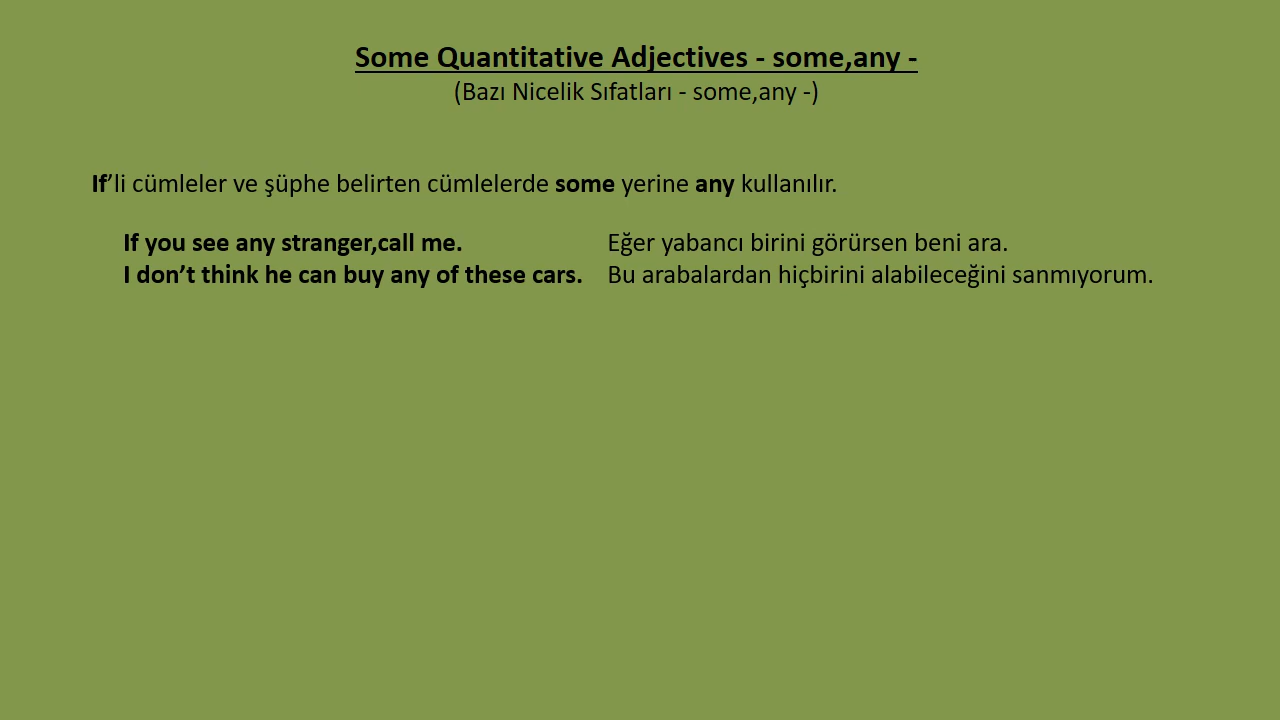 Some Quantitative Adjectives - some,any -
(Bazı Nicelik Sıfatları - some,any -)
If’li cümleler ve şüphe belirten cümlelerde some yerine any kullanılır.
If you see any stranger,call me. Eğer yabancı birini görürsen beni ara.
I don’t think he can buy any of these cars. Bu arabalardan hiçbirini alabileceğini sanmıyorum.